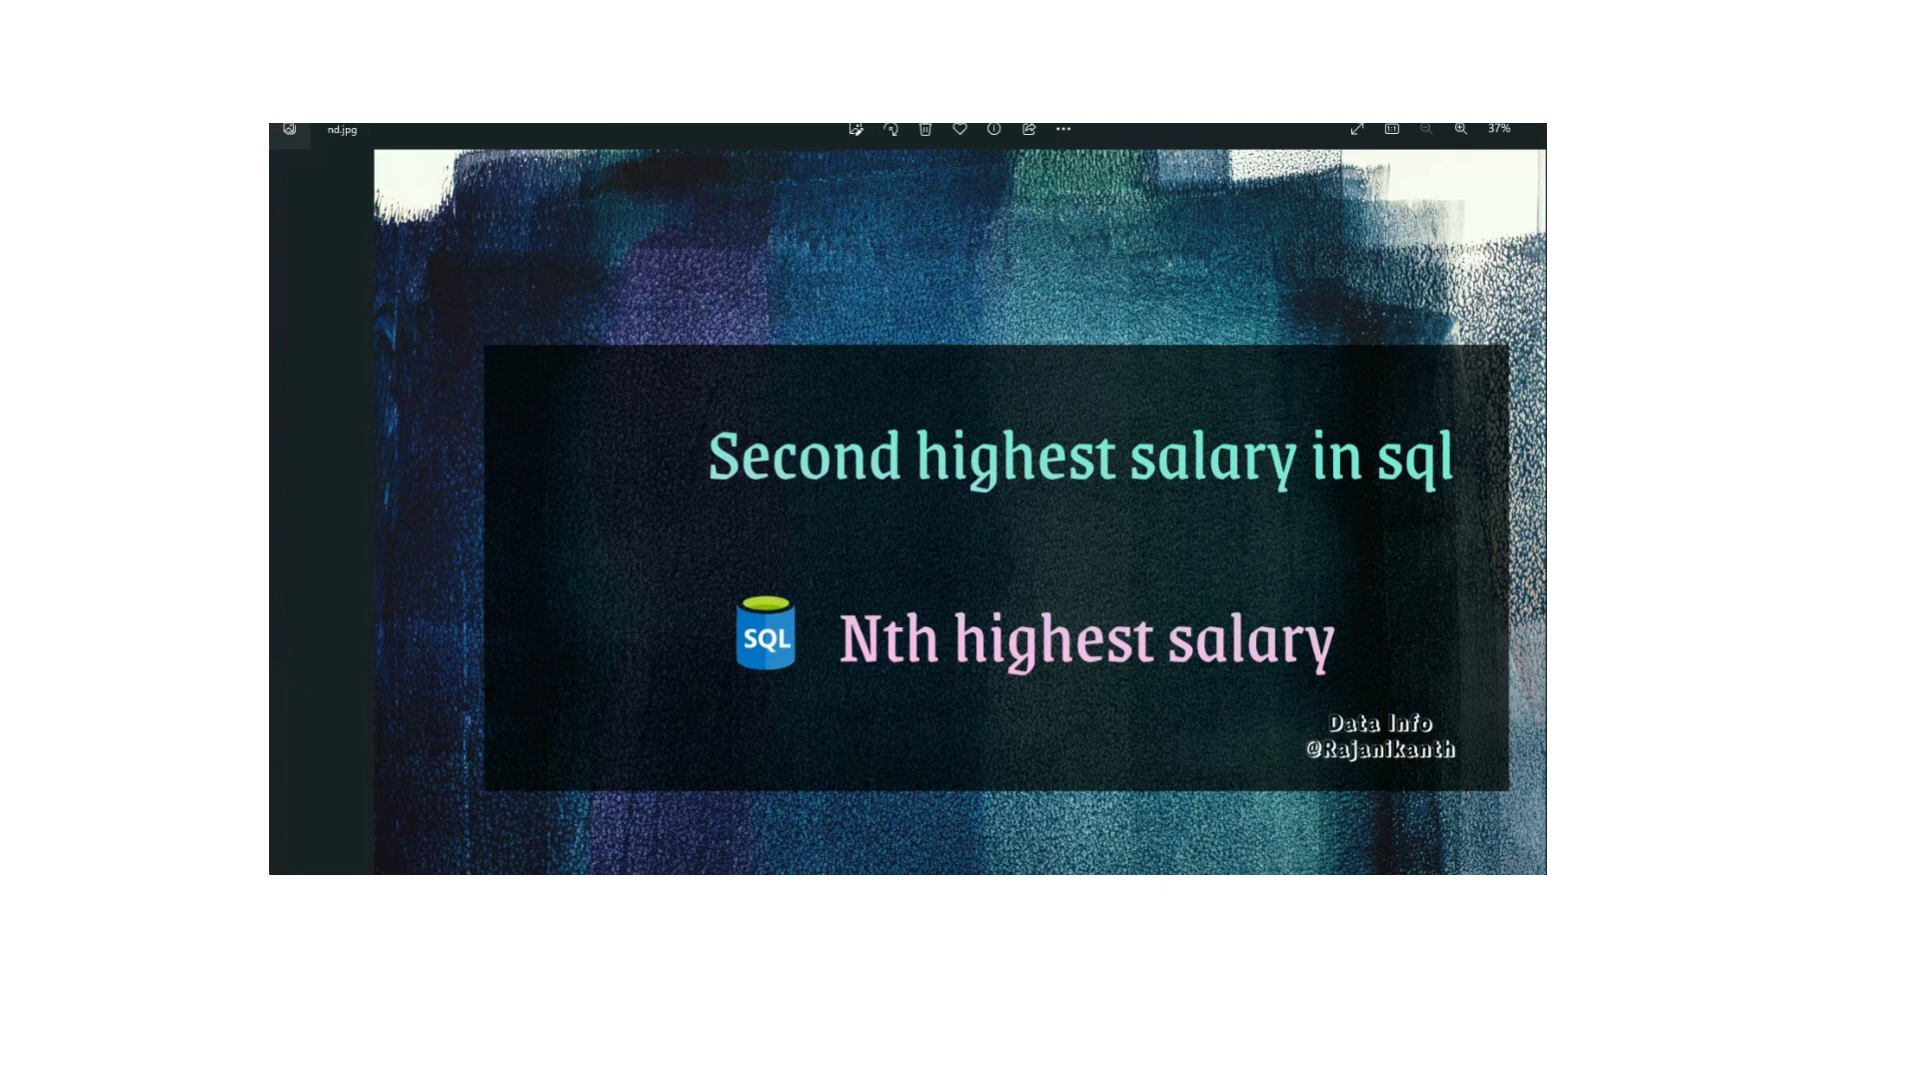 nd.jpg
37%
Second highest salary in sql
SQL
Nth highest salary
Data Info
@Rajanikanth